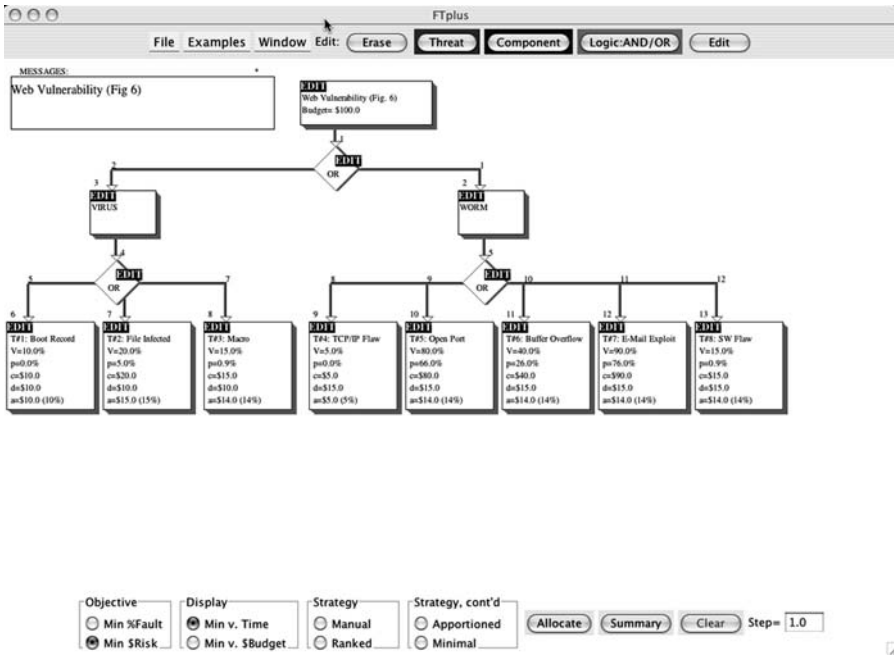 FTplus
File Examples Window Edit: Erase Threat Component Logic:AND/OR Edit
MESSAGES: *
Web Vulnerability (Fig 6)
EDIT
Web Vulnerability (Fig. 6)
Budget= $100.0
1
EDIT
OR
2
1
3
EDIT
VIRUS
2
EDIT
WORM
4
EDIT
OR
5
7
5
EDIT
OR
8
9
10
11
12
6
EDIT
T#1: Boot Record
V=10.0%
p=0.0%
c=$10.0
d=$10.0
a=$10.0 (10%)
7
EDIT
T#2: File Infected
V=20.0%
p=5.0%
c=$20.0
d=$10.0
a=$15.0 (15%)
8
EDIT
T#3: Macro
V=15.0%
p=0.9%
c=$15.0
d=$10.0
a=$14.0 (14%)
9
EDIT
T#4: TCP/IP Flaw
V=5.0%
p=0.0%
c=$5.0
d=$15.0
a=$5.0 (5%)
10
EDIT
T#5: Open Port
V=80.0%
p=66.0%
c=$80.0
d=$15.0
a=$14.0 (14%)
11
EDIT
T#6: Buffer Overflow
V=40.0%
p=26.0%
c=$40.0
d=$15.0
a=$14.0 (14%)
12
EDIT
T#7: E-Mail Exploit
V=90.0%
p=76.0%
c=$90.0
d=$15.0
a=$14.0 (14%)
13
EDIT
T#8: SW Flaw
V=15.0%
p=0.9%
c=$15.0
d=$15.0
a=$14.0 (14%)
Objective
Min %Fault
Min $Risk
Display
Min v. Time
Min v. $Budget
Strategy
Manual
Ranked
Strategy, cont'd
Apportioned
Minimal
Allocate Summary Clear Step= 1.0